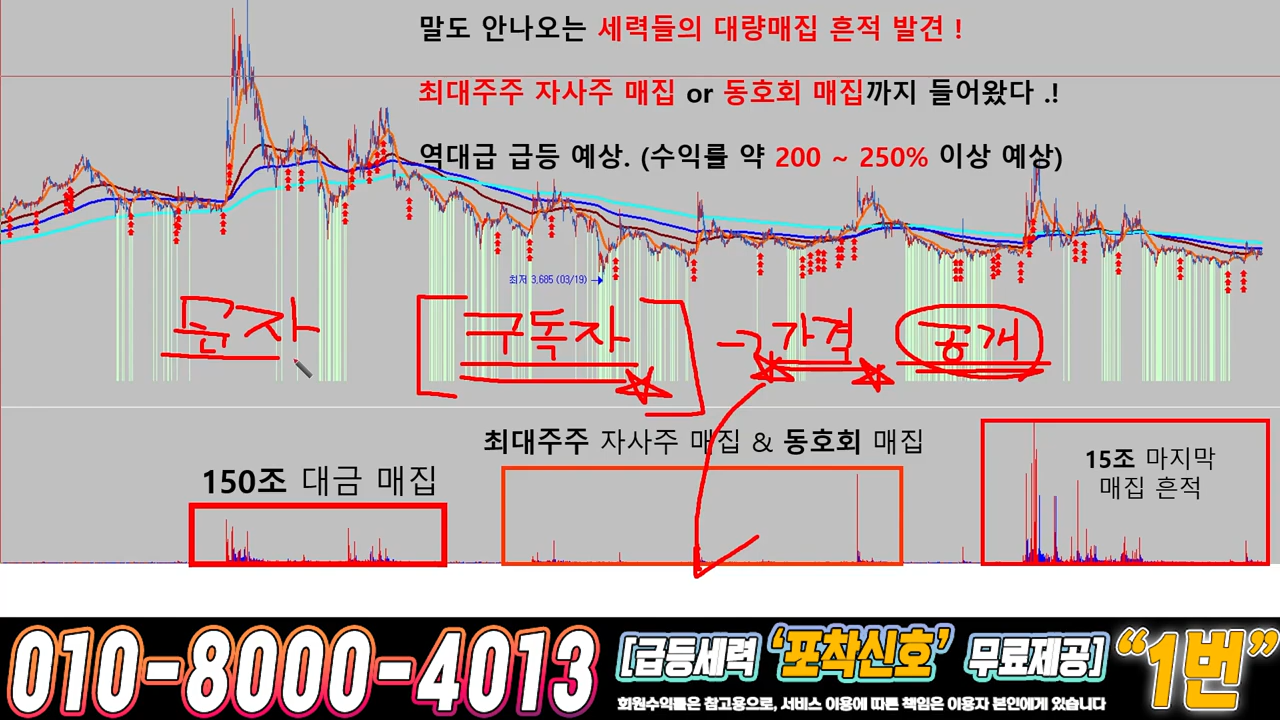 말도 안나오는 세력들의 대량매집 흔적 발견 !
최대주주 자사주 매집 or 동호회 매집까지 들어왔다 .!
역대급 급등 예상. (수익률 약 200 ~ 250% 이상 예상)
최저 3,685 (03/19)
문자 구독자 가격 공개
최대주주 자사주 매집 & 동호회 매집
150조 대금 매집
15조 마지막
매집 흔적
010-8000-4013 [급등세력 ‘포착신호’ 무료제공] “1번”
회원수익률은 참고용으로, 서비스 이용에 따른 책임은 이용자 본인에게 있습니다